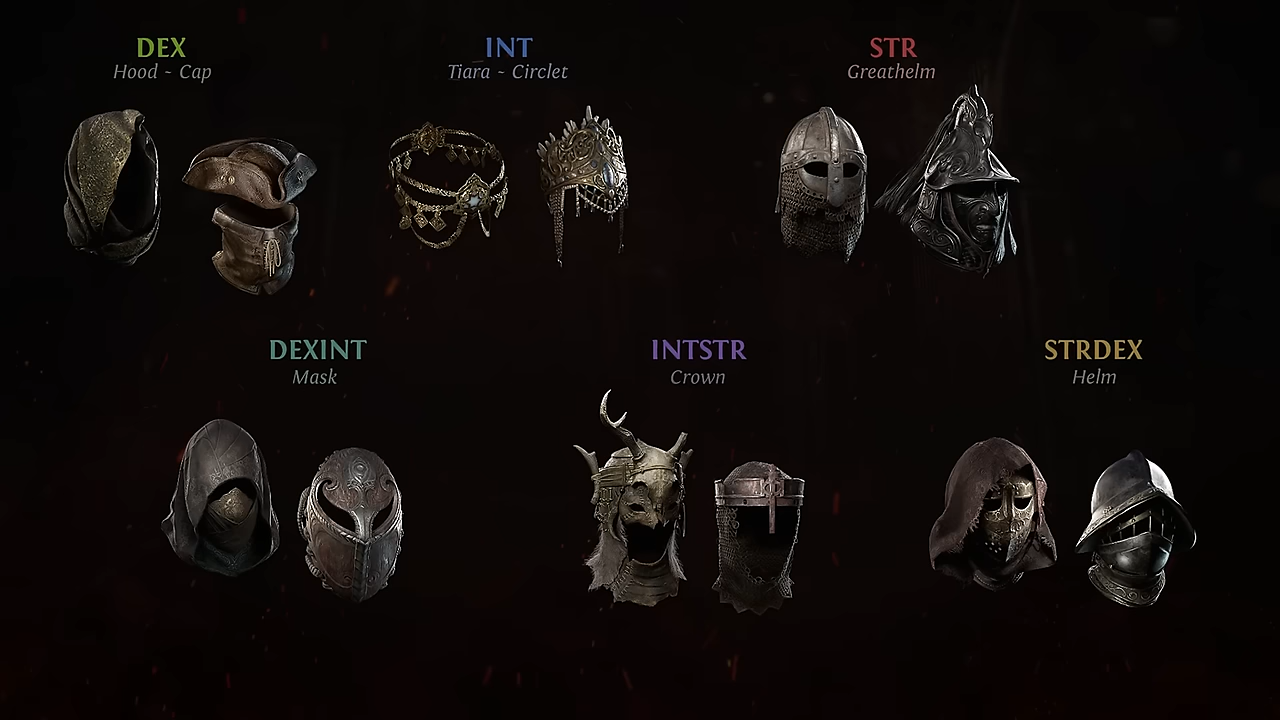 DEX
Hood ~ Cap
INT
Tiara ~ Circlet
STR
Greathelm
DEXINT
Mask
INTSTR
Crown
STRDEX
Helm